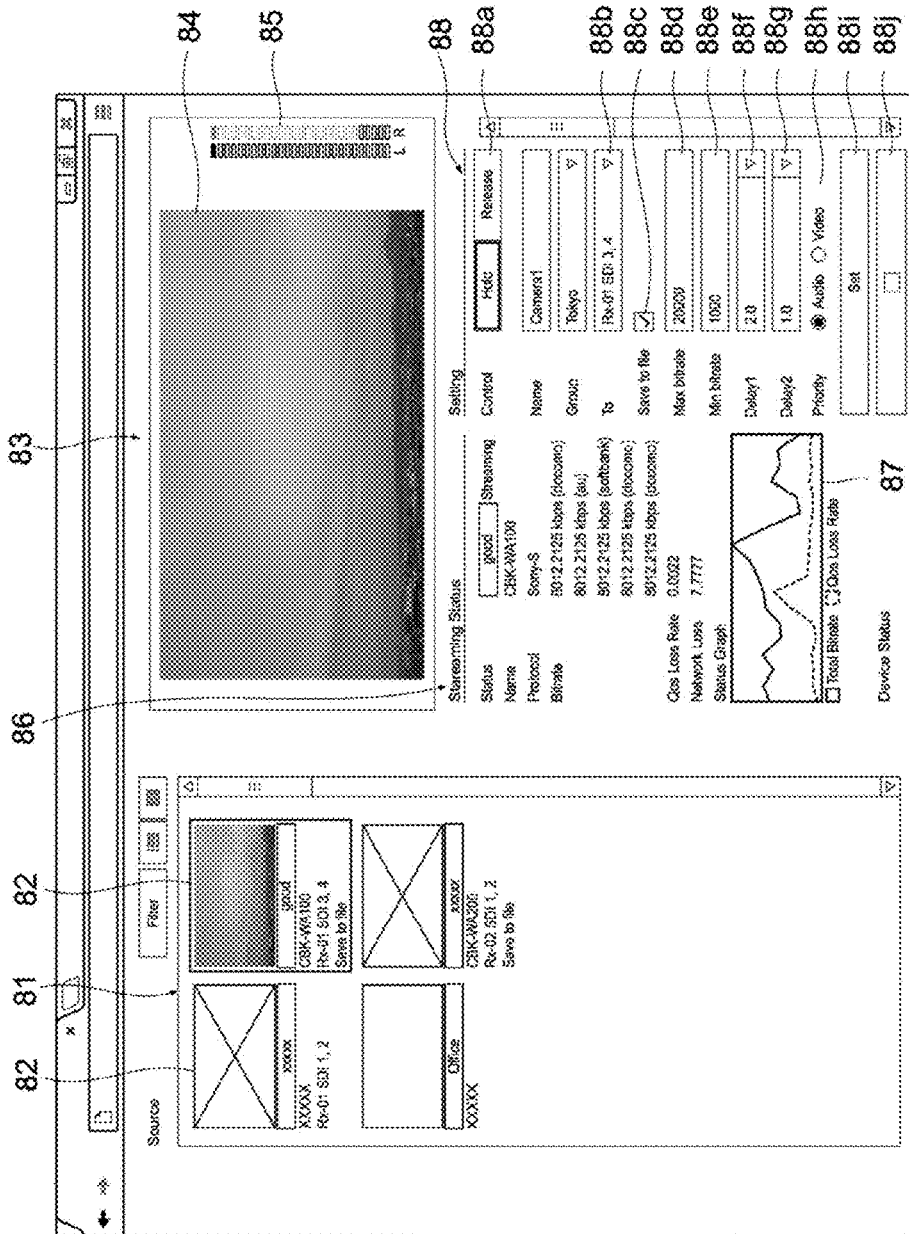 83
84
85
86
81
82
82
88
88a
88b
88c
88d
88e
88f
88g
88h
88i
88j
87
Source
Filter
xxxxx
XXXXX
Rx-01 SDI 1, 2
good
CBK-WA100
Rx-01 SDI 3, 4
Save to file
Office
XXXXX
xxxxx
CBK-WA200
Rx-02 SDI 1, 2
Save to file
L R
Stereaming Status
Status good Streaming
Name CBK-WA100
Protocol Sony-S
Bitrate 8012.2125 kbps (docomo)
8012.2125 kbps (au)
8012.2125 kbps (softbank)
8012.2125 kbps (docomo)
8012.2125 kbps (docomo)
Qos Loss Rate 0.0022
Network Loss 7.7777
Status Graph
Total Bitrate Qos Loss Rate
Device Status
Setting
Control Hold Release
Name Camera1
Group Tokyo
To Rx-01 SDI 3, 4
Save to file
Max bitrate
Min bitrate
Delay1 2.0
Delay2 1.0
Priority Audio Video
Set